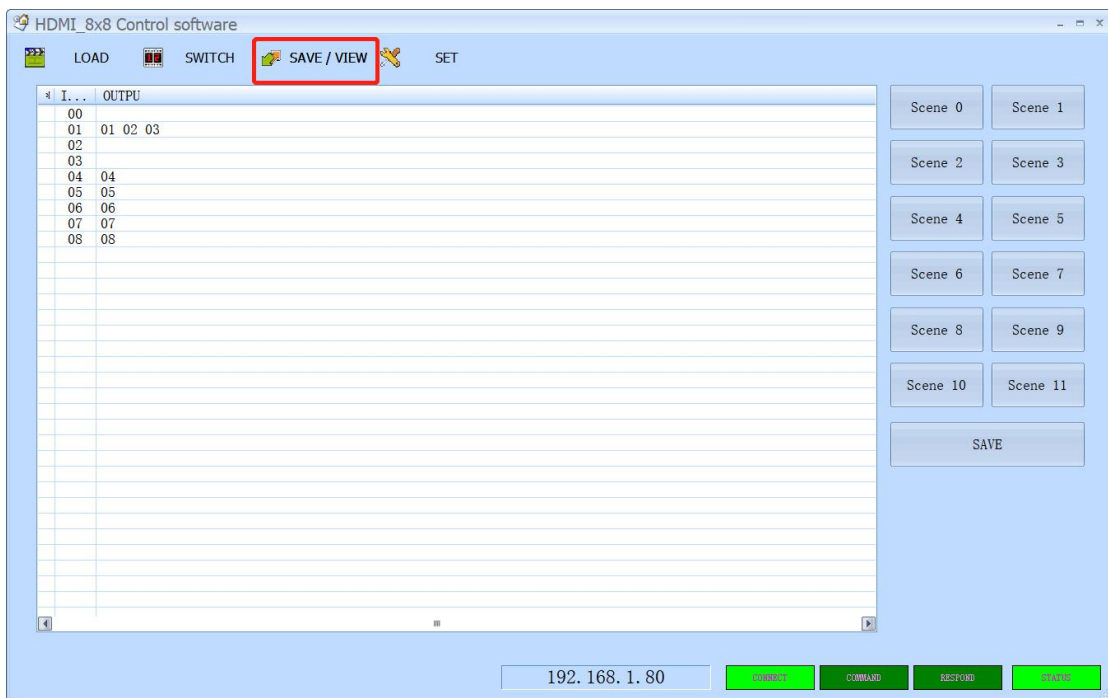 HDMI_8x8 Control software
LOAD SWITCH SAVE / VIEW SET
I... OUTPU
00
01 01 02 03
02
03
04 04
05 05
06 06
07 07
08 08
Scene 0 Scene 1
Scene 2 Scene 3
Scene 4 Scene 5
Scene 6 Scene 7
Scene 8 Scene 9
Scene 10 Scene 11
SAVE
192.168.1.80 CONNECT COMMAND RESPOND STATUS